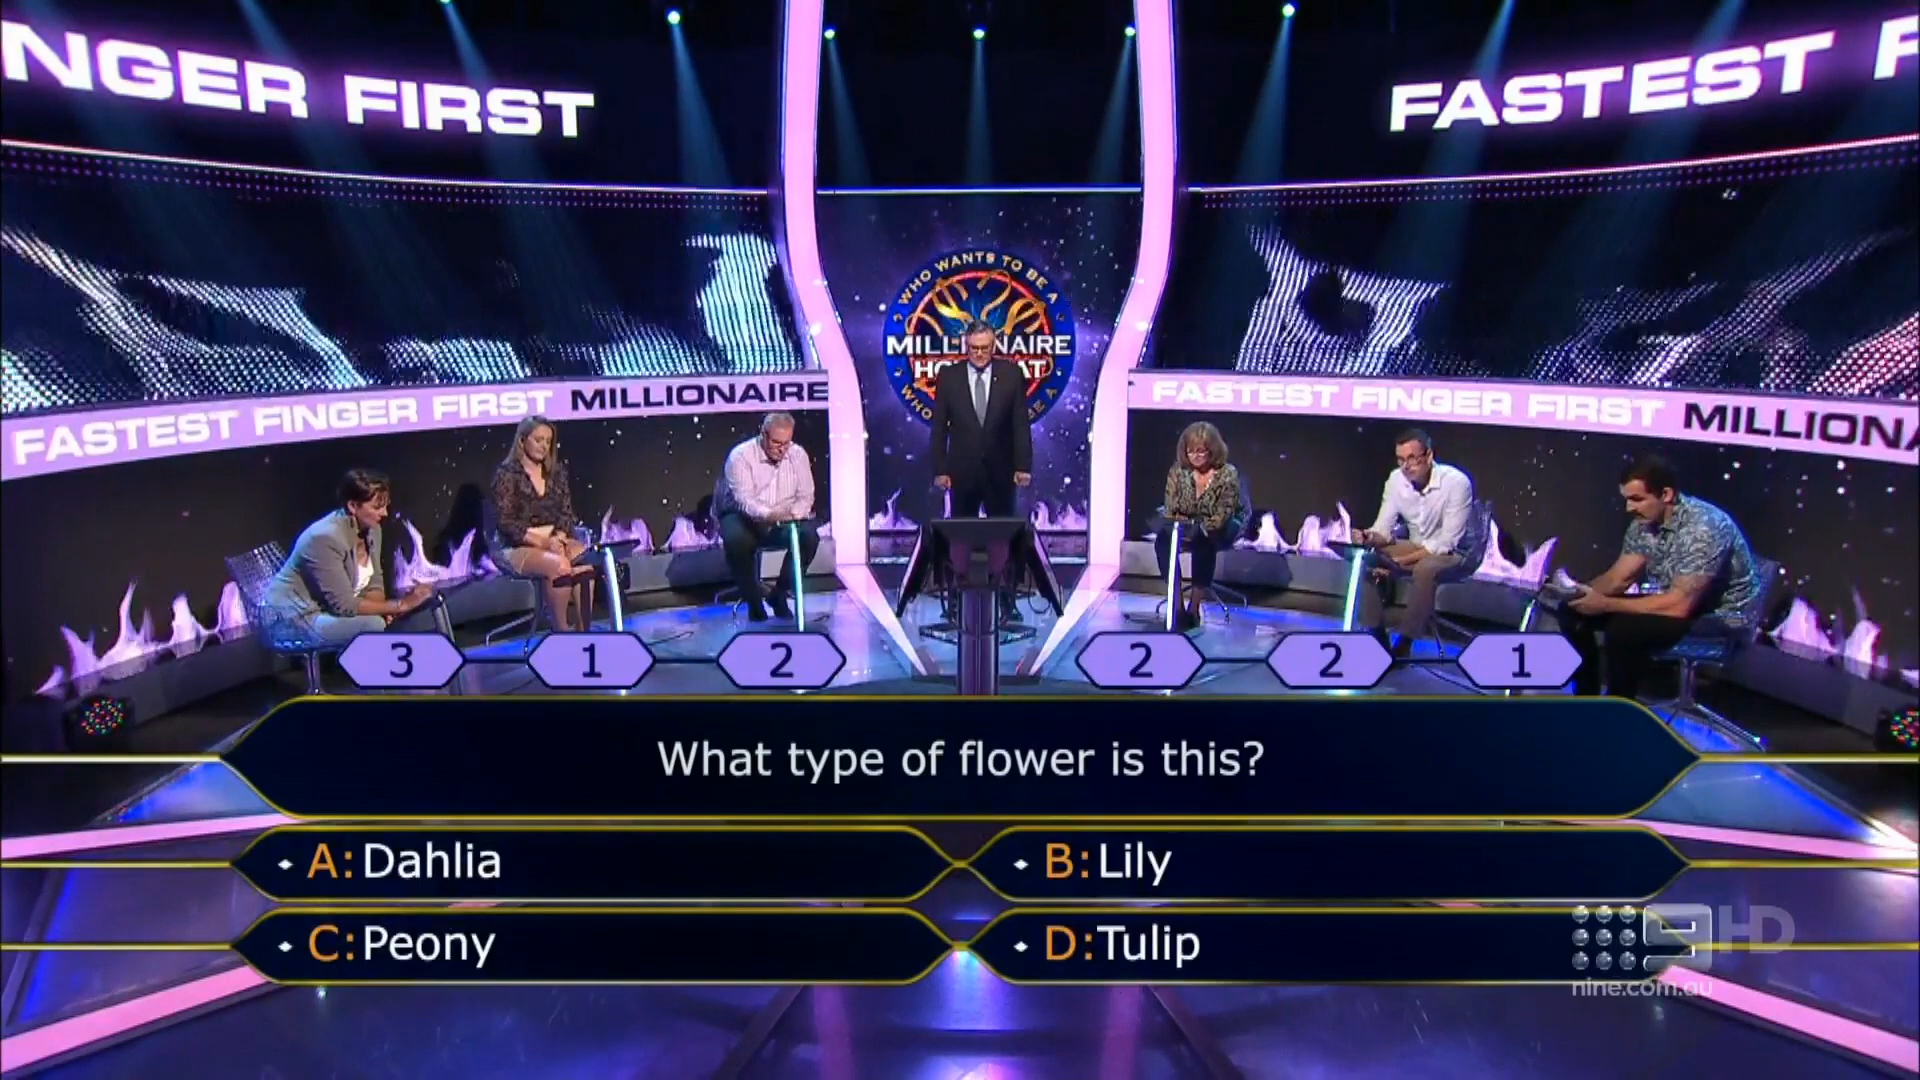 NGER FIRST
FASTEST F
WHO WANTS TO BE A
MILLIONAIRE
FASTEST FINGER FIRST MILLIONAIRE
FASTEST FINGER FIRST MILLIONA
3
1
2
2
2
1
What type of flower is this?
A: Dahlia
B: Lily
C: Peony
D: Tulip
9HD
nine.com.au